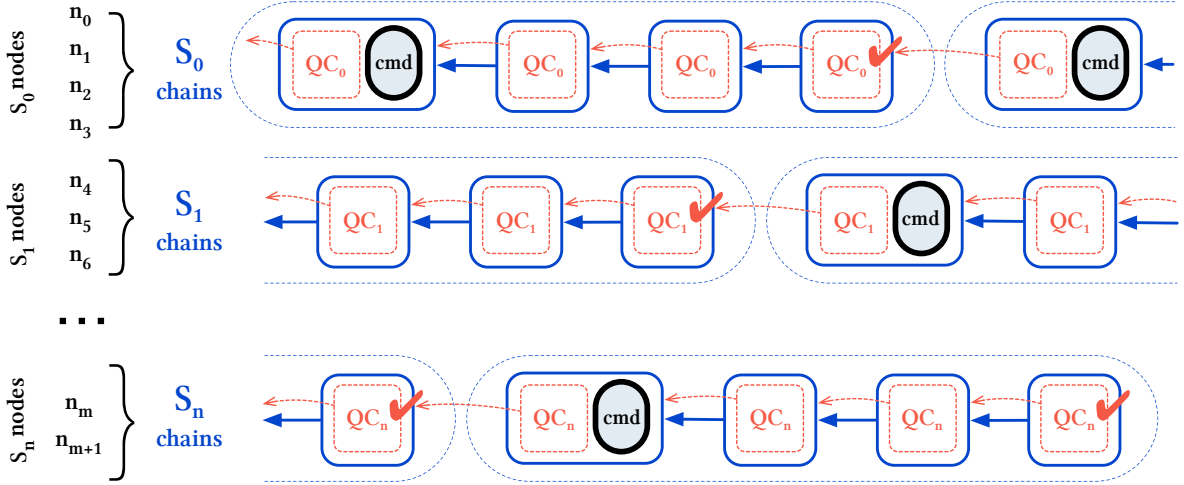 S₀ nodes
n₀
n₁
n₂
n₃
S₀
chains
QC₀
cmd
QC₀
QC₀
QC₀
QC₀
cmd
S₁ nodes
n₄
n₅
n₆
S₁
chains
QC₁
QC₁
QC₁
QC₁
cmd
QC₁
...
Sₙ nodes
nₘ
nₘ₊₁
Sₙ
chains
QCₙ
QCₙ
cmd
QCₙ
QCₙ
QCₙ